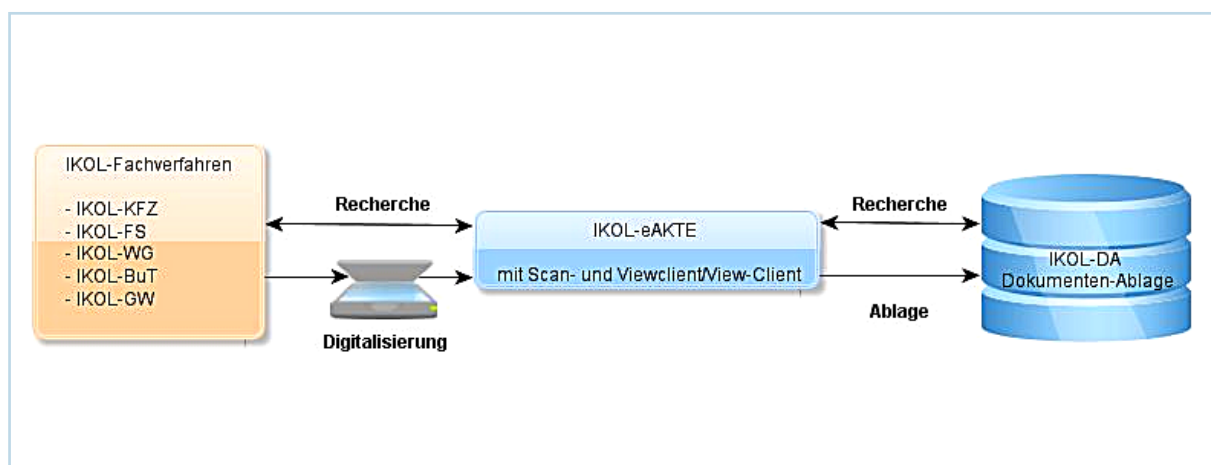 IKOL-Fachverfahren
- IKOL-KFZ
- IKOL-FS
- IKOL-WG
- IKOL-BuT
- IKOL-GW
Recherche
Digitalisierung
IKOL-eAKTE
mit Scan- und Viewclient/View-Client
Recherche
Ablage
IKOL-DA
Dokumenten-Ablage